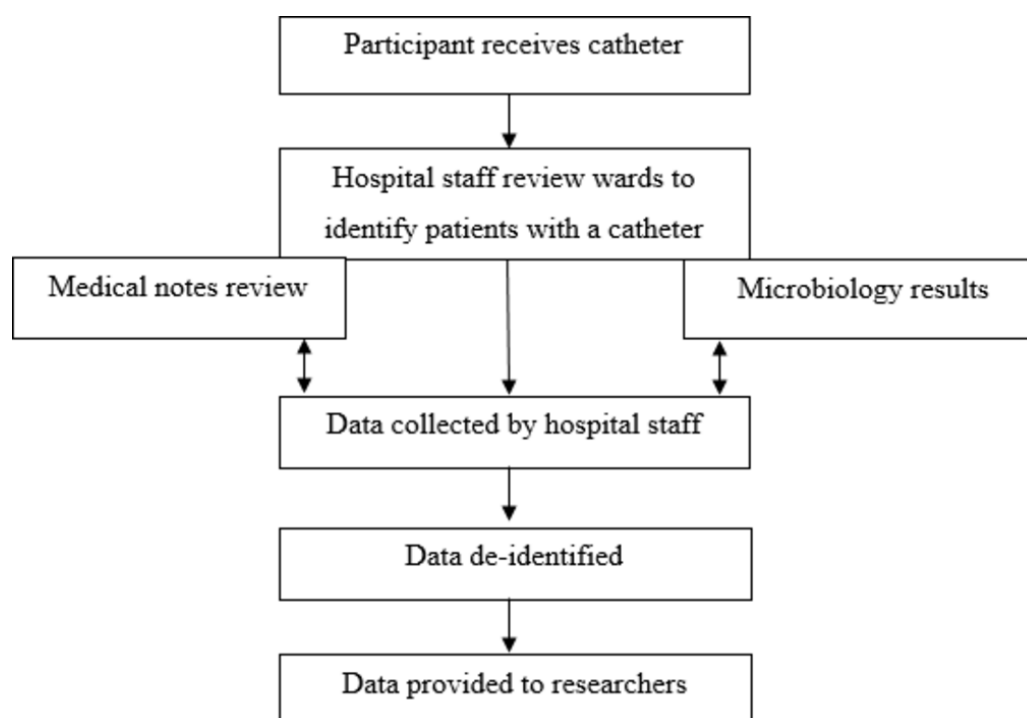 Participant receives catheter
Hospital staff review wards to
identify patients with a catheter
Medical notes review
Microbiology results
Data collected by hospital staff
Data de-identified
Data provided to researchers